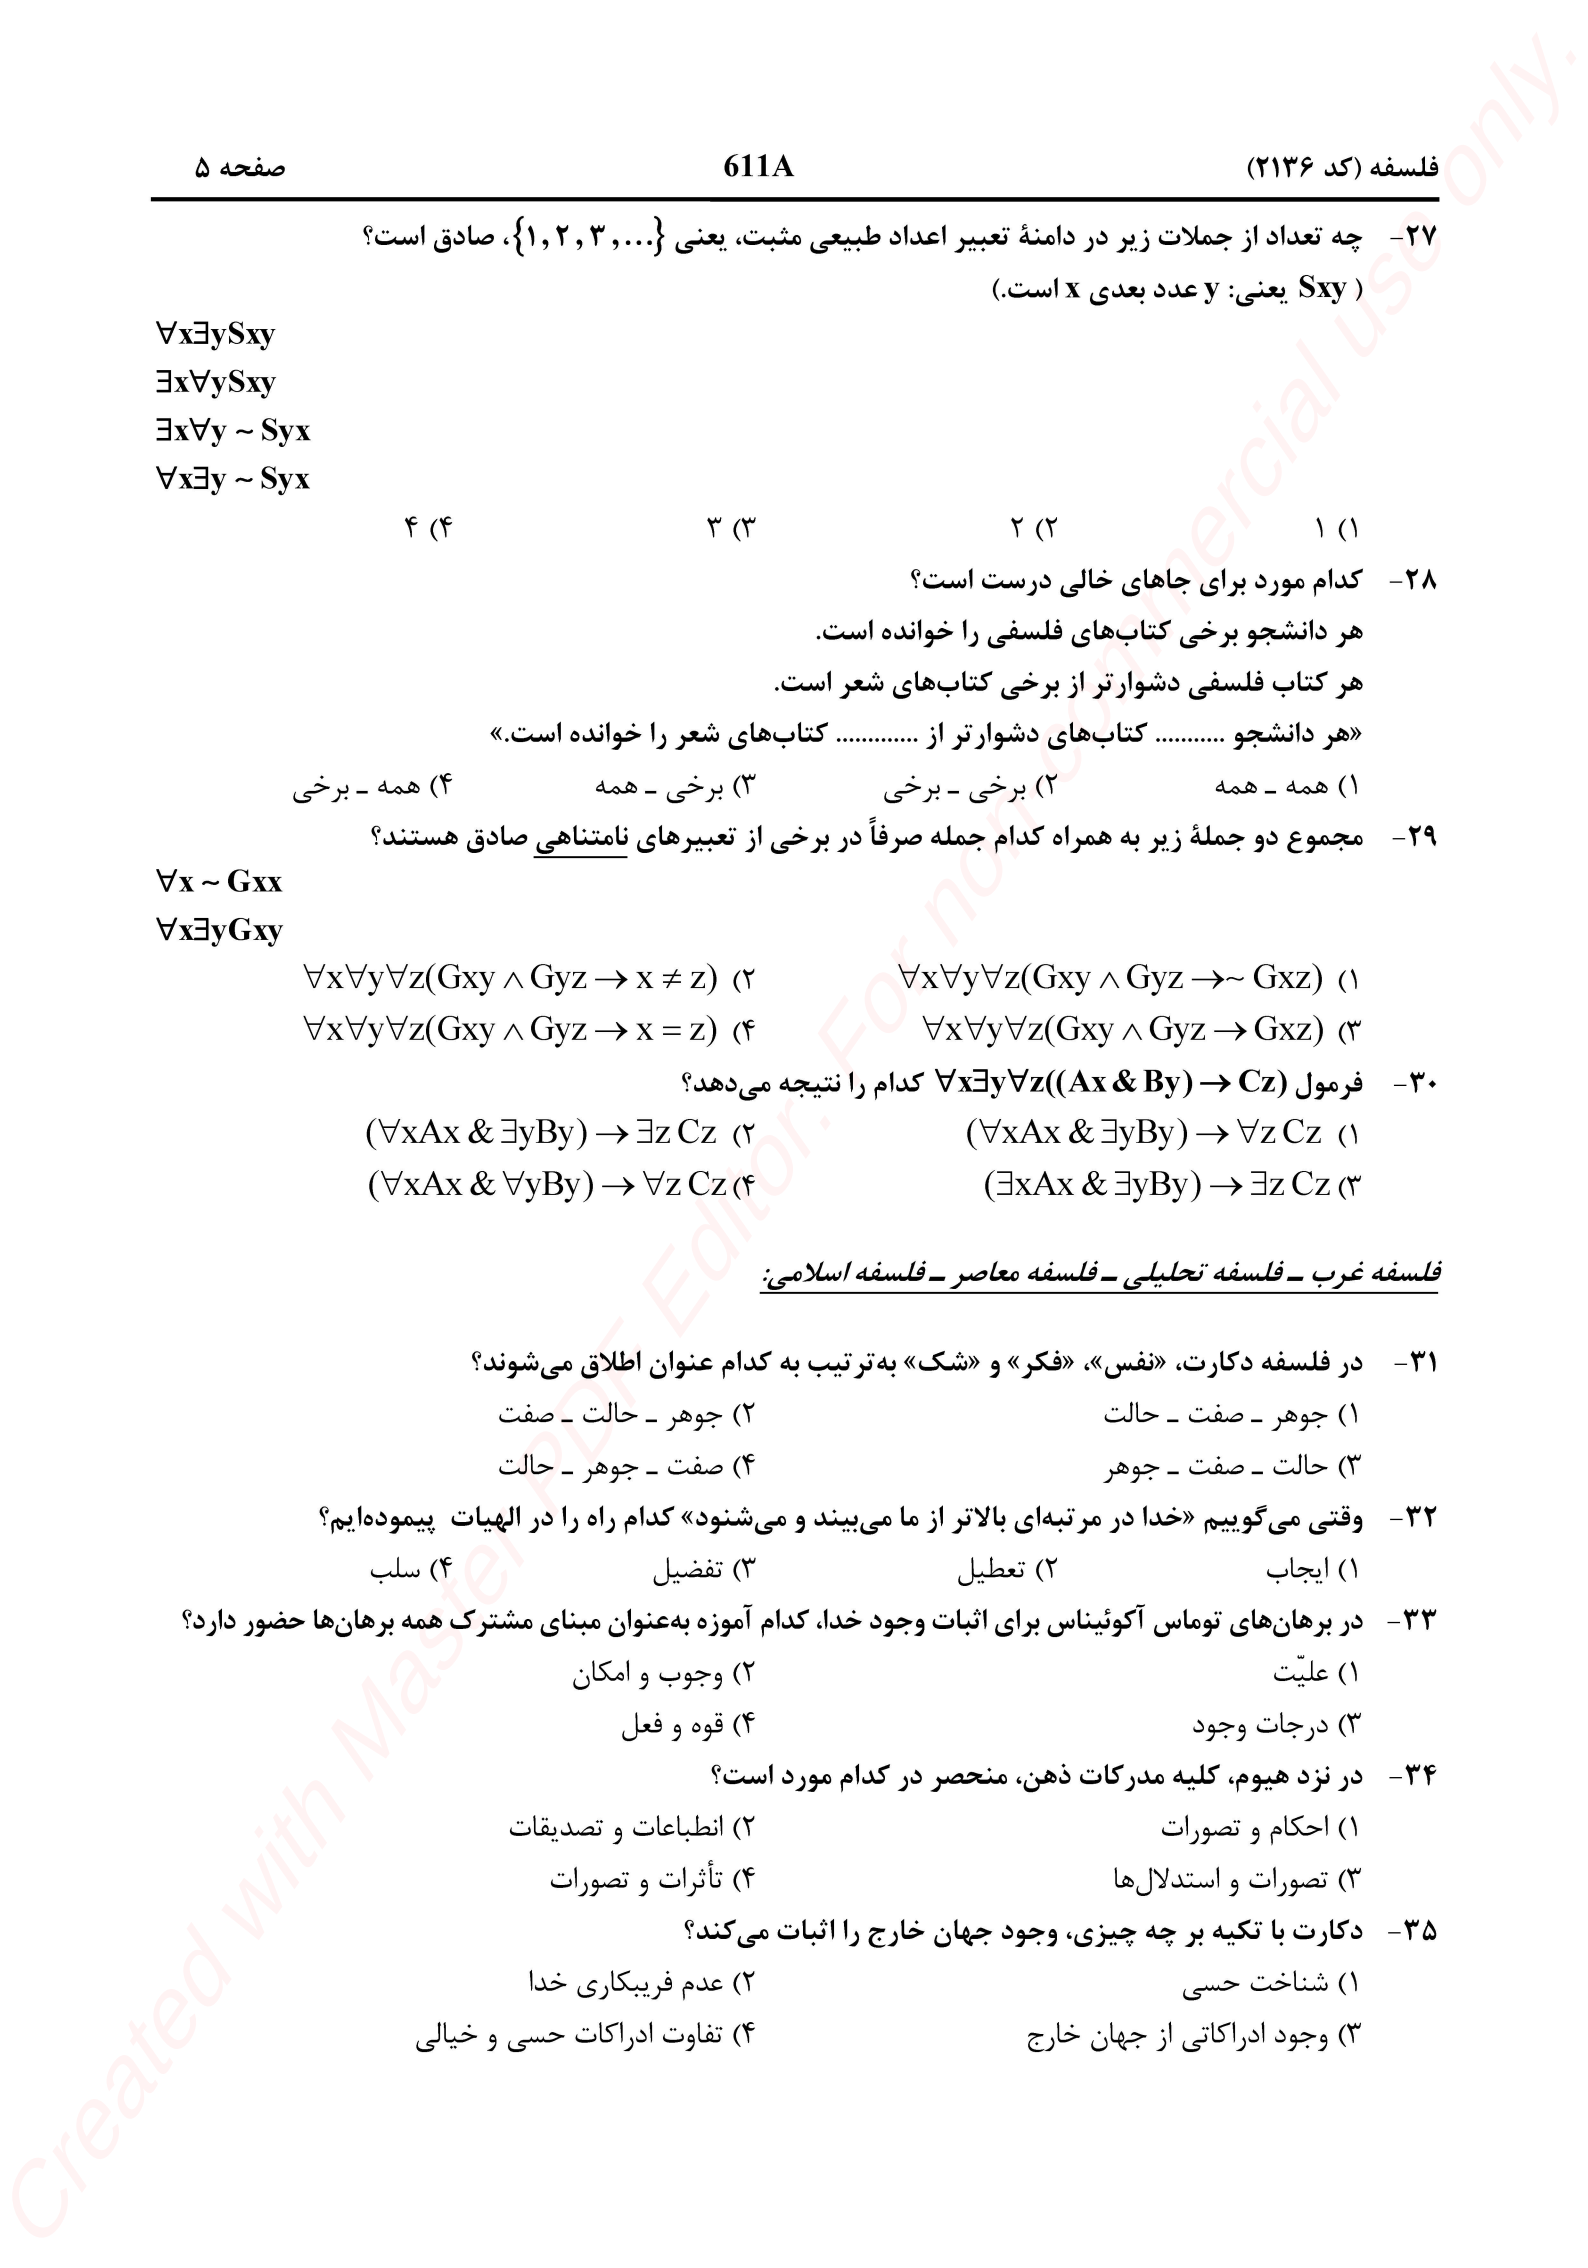 فلسفه (کد ۲۱۳۶) 611A صفحه ۵
۲۷- چه تعداد از جملات زیر در دامنهٔ تعبیر اعداد طبیعی مثبت، یعنی {۱, ۲, ۳, ...}، صادق است؟
( Sxy یعنی: y عدد بعدی x است.)
∀x∃ySxy
∃x∀ySxy
∃x∀y ~ Syx
∀x∃y ~ Syx
۱) ۱ ۲) ۲ ۳) ۳ ۴) ۴
۲۸- کدام مورد برای جاهای خالی درست است؟
هر دانشجو برخی کتاب‌های فلسفی را خوانده است.
هر کتاب فلسفی دشوارتر از برخی کتاب‌های شعر است.
«هر دانشجو ........... کتاب‌های دشوارتر از ............. کتاب‌های شعر را خوانده است.»
۱) همه ـ همه ۲) برخی ـ برخی ۳) برخی ـ همه ۴) همه ـ برخی
۲۹- مجموع دو جملهٔ زیر به همراه کدام جمله صرفاً در برخی از تعبیرهای نامتناهی صادق هستند؟
∀x ~ Gxx
∀x∃yGxy
۱) ∀x∀y∀z(Gxy ∧ Gyz →~ Gxz) ۲) ∀x∀y∀z(Gxy ∧ Gyz → x ≠ z)
۳) ∀x∀y∀z(Gxy ∧ Gyz → Gxz) ۴) ∀x∀y∀z(Gxy ∧ Gyz → x = z)
۳۰- فرمول ∀x∃y∀z((Ax & By) → Cz) کدام را نتیجه می‌دهد؟
۱) (∀xAx & ∃yBy) → ∀z Cz ۲) (∀xAx & ∃yBy) → ∃z Cz
۳) (∃xAx & ∃yBy) → ∃z Cz ۴) (∀xAx & ∀yBy) → ∀z Cz
فلسفه غرب ـ فلسفه تحلیلی ـ فلسفه معاصر ـ فلسفه اسلامی:
۳۱- در فلسفه دکارت، «نفس»، «فکر» و «شک» به‌ترتیب به کدام عنوان اطلاق می‌شوند؟
۱) جوهر ـ صفت ـ حالت ۲) جوهر ـ حالت ـ صفت
۳) حالت ـ صفت ـ جوهر ۴) صفت ـ جوهر ـ حالت
۳۲- وقتی می‌گوییم «خدا در مرتبه‌ای بالاتر از ما می‌بیند و می‌شنود» کدام راه را در الهیات پیموده‌ایم؟
۱) ایجاب ۲) تعطیل ۳) تفضیل ۴) سلب
۳۳- در برهان‌های توماس آکوئیناس برای اثبات وجود خدا، کدام آموزه به‌عنوان مبنای مشترک همه برهان‌ها حضور دارد؟
۱) علیّت ۲) وجوب و امکان
۳) درجات وجود ۴) قوه و فعل
۳۴- در نزد هیوم، کلیه مدرکات ذهن، منحصر در کدام مورد است؟
۱) احکام و تصورات ۲) انطباعات و تصدیقات
۳) تصورات و استدلال‌ها ۴) تأثرات و تصورات
۳۵- دکارت با تکیه بر چه چیزی، وجود جهان خارج را اثبات می‌کند؟
۱) شناخت حسی ۲) عدم فریبکاری خدا
۳) وجود ادراکاتی از جهان خارج ۴) تفاوت ادراکات حسی و خیالی
Created with Master PDF Editor. For non-commercial use only.